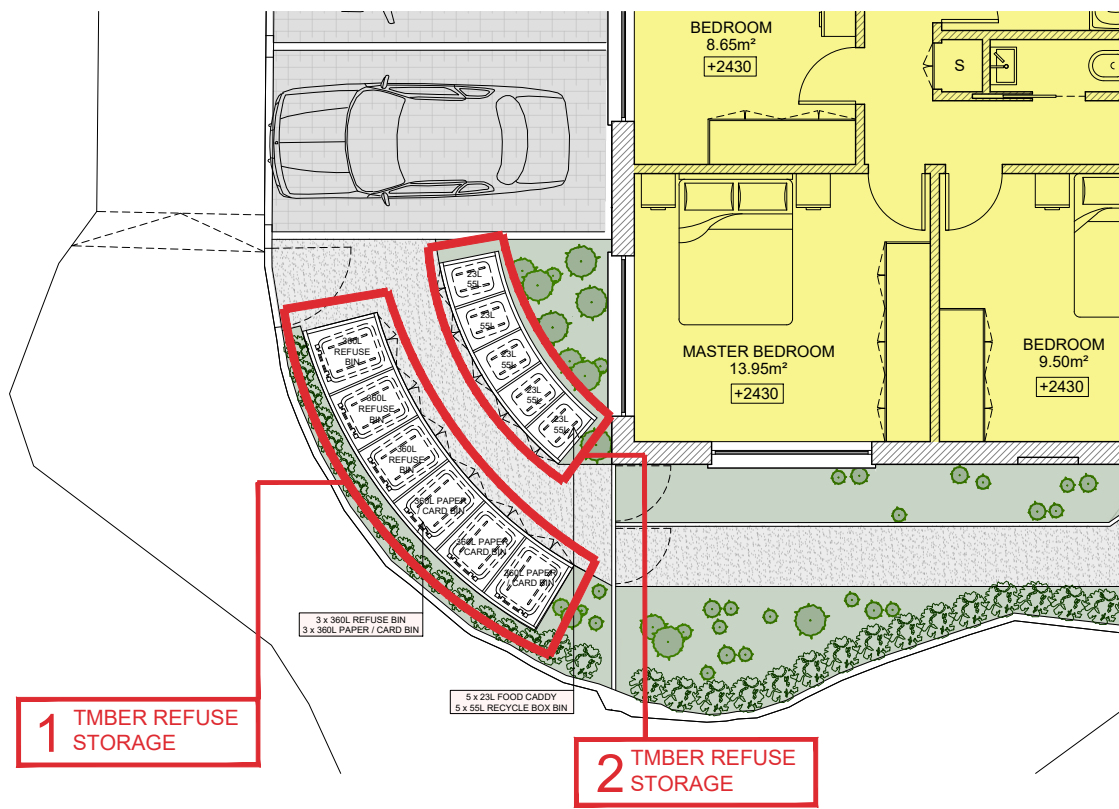 BEDROOM
8.65m²
+2430
S
MASTER BEDROOM
13.95m²
+2430
BEDROOM
9.50m²
+2430
23L
55L
23L
55L
23L
55L
23L
55L
23L
55L
360L
REFUSE
BIN
360L
REFUSE
BIN
360L
REFUSE
BIN
360L PAPER
/ CARD BIN
360L PAPER
/ CARD BIN
360L PAPER
/ CARD BIN
3 x 360L REFUSE BIN
3 x 360L PAPER / CARD BIN
5 x 23L FOOD CADDY
5 x 55L RECYCLE BOX BIN
1 TMBER REFUSE
STORAGE
2 TMBER REFUSE
STORAGE